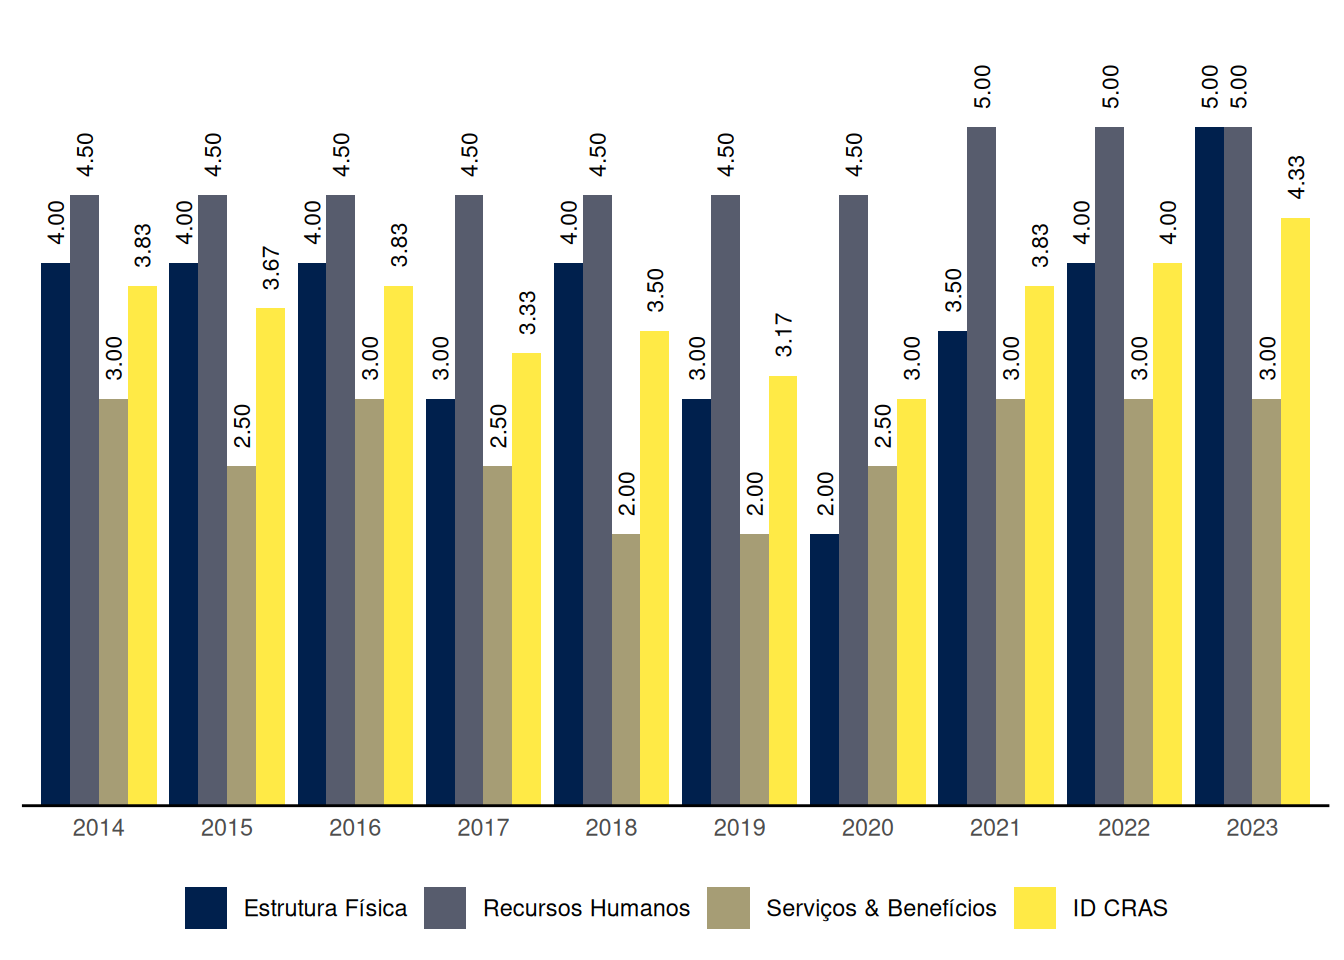 4.00 4.50 3.00 3.83
4.00 4.50 2.50 3.67
4.00 4.50 3.00 3.83
3.00 4.50 2.50 3.33
4.00 4.50 2.00 3.50
3.00 4.50 2.00 3.17
2.00 4.50 2.50 3.00
3.50 5.00 3.00 3.83
4.00 5.00 3.00 4.00
5.00 5.00 3.00 4.33
2014 2015 2016 2017 2018 2019 2020 2021 2022 2023
Estrutura Física Recursos Humanos Serviços & Benefícios ID CRAS